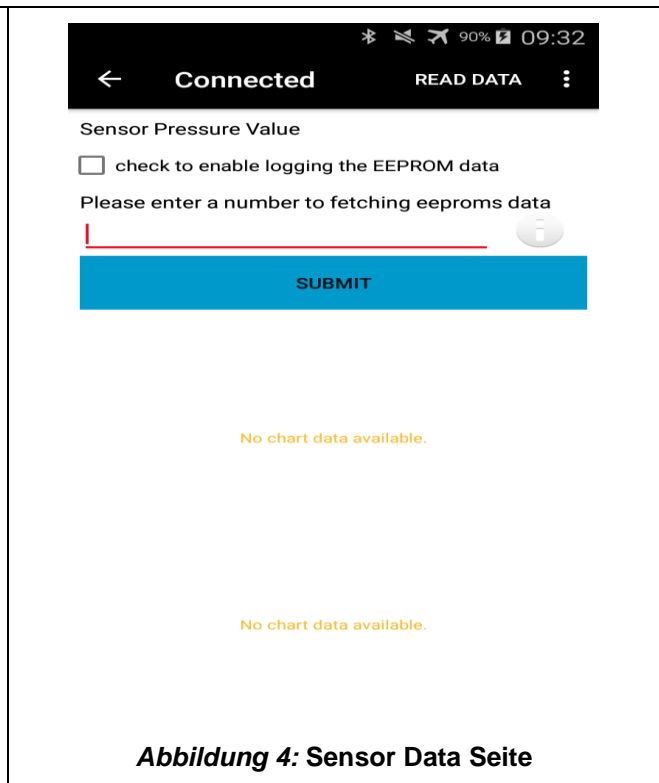 90% 09:32
Connected READ DATA
Sensor Pressure Value
check to enable logging the EEPROM data
Please enter a number to fetching eeproms data
SUBMIT
No chart data available.
No chart data available.
Abbildung 4: Sensor Data Seite